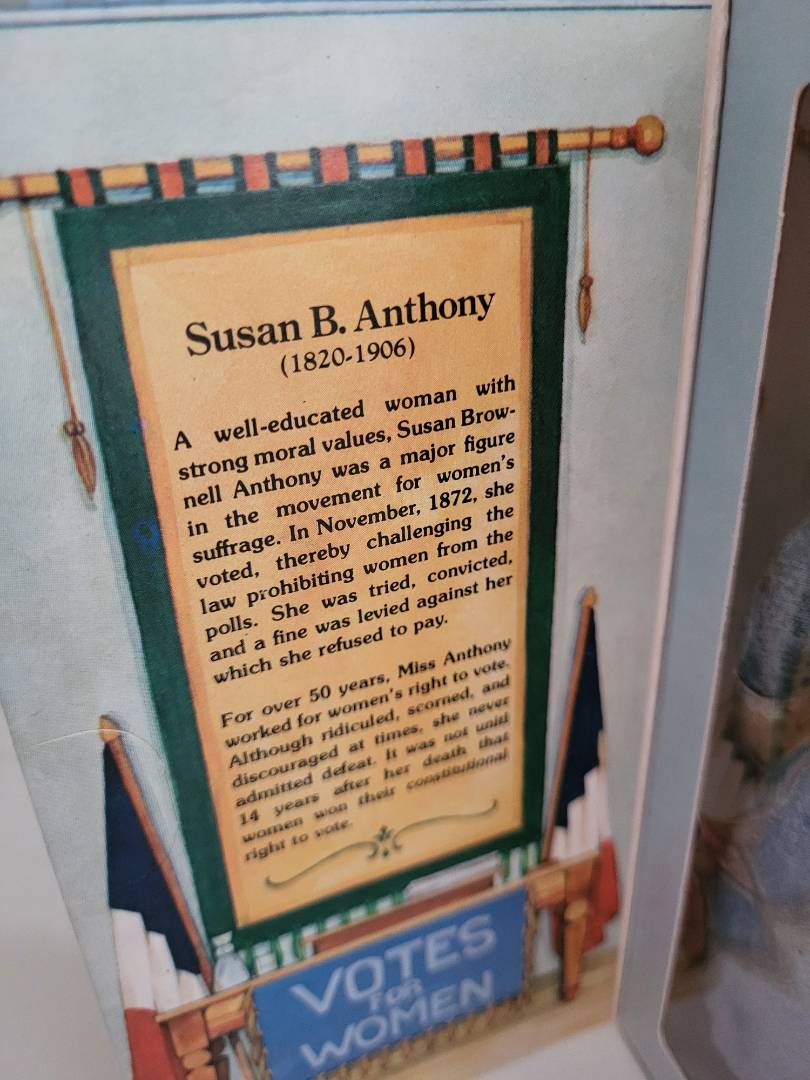 Susan B. Anthony
(1820-1906)
A well-educated woman with
strong moral values, Susan Brow-
nell Anthony was a major figure
in the movement for women's
suffrage. In November, 1872, she
voted, thereby challenging the
law prohibiting women from the
polls. She was tried, convicted,
and a fine was levied against her
which she refused to pay.
For over 50 years, Miss Anthony
worked for women's right to vote.
Although ridiculed, scorned, and
discouraged at times, she never
admitted defeat. It was not until
14 years after her death that
women won their constitutional
right to vote.
VOTES
FOR
WOMEN